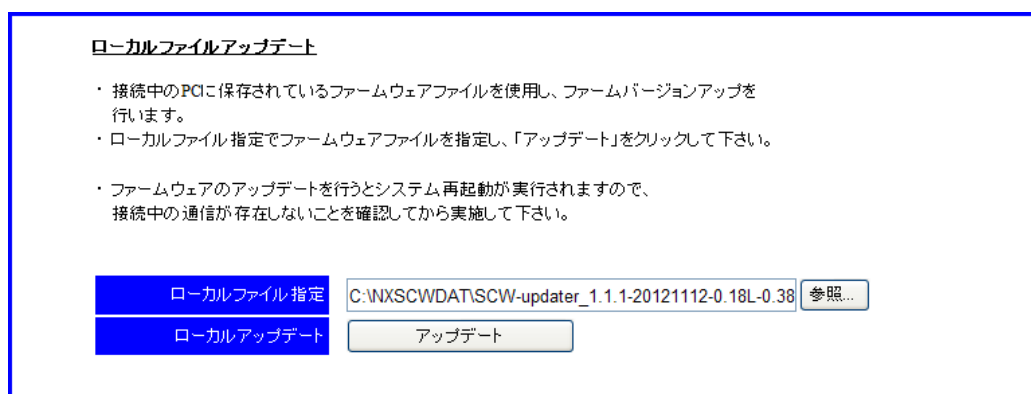 ローカルファイルアップデート
・ 接続中のPCに保存されているファームウェアファイルを使用し、ファームバージョンアップを
行います。
・ ローカルファイル指定でファームウェアファイルを指定し、「アップデート」をクリックして下さい。
・ ファームウェアのアップデートを行うとシステム再起動が実行されますので、
接続中の通信が存在しないことを確認してから実施して下さい。
ローカルファイル指定 C:\NXSCWDAT\SCW-updater_1.1.1-20121112-0.18L-0.38 参照...
ローカルアップデート アップデート